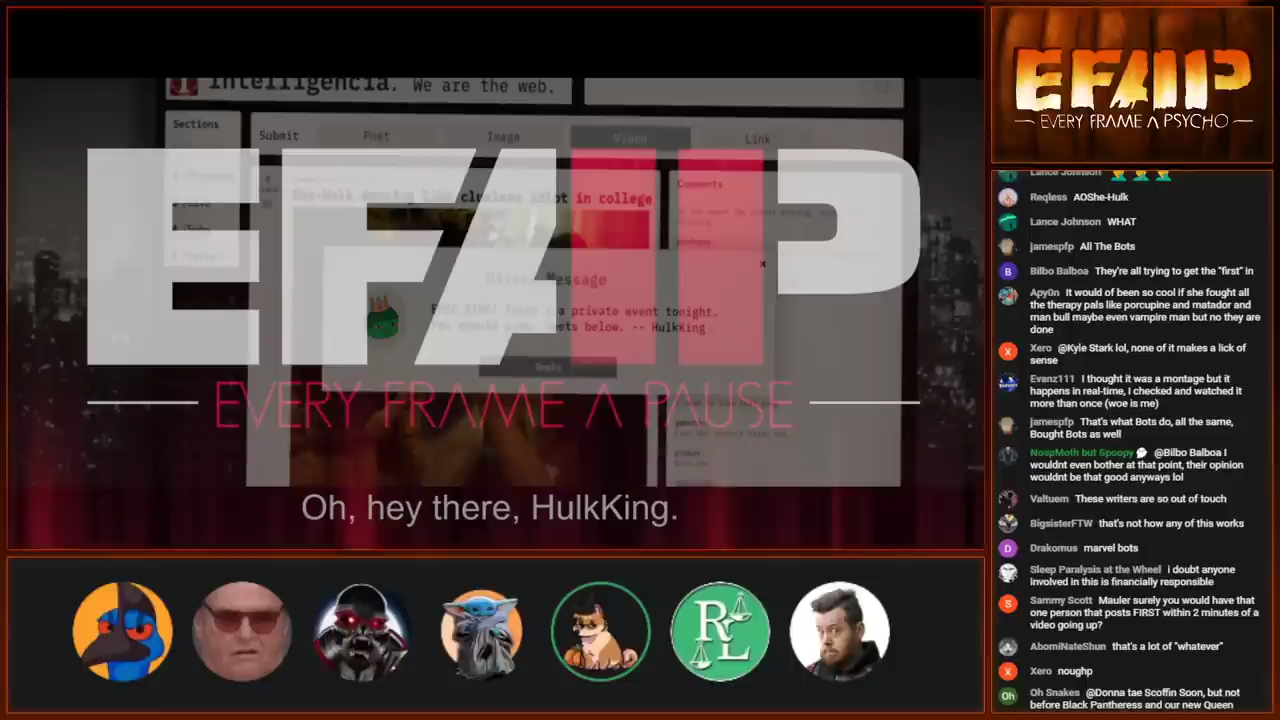 Intelligencia. We are the web.
Sections
Submit
Post
Image
Video
Link
She-Hulk dancing like clueless idiot in college
Comments
Direct Message
a private event tonight.
-- HulkKing
Reply
EFAP
EVERY FRAME A PAUSE
Oh, hey there, HulkKing.
RL
EFAP
EVERY FRAME A PSYCHO
Lance Johnson
Reqless AOShe-Hulk
Lance Johnson WHAT
jamespfp All The Bots
B
Bilbo Balboa They're all trying to get the "first" in
Apy0n It would of been so cool if she fought all
the therapy pals like porcupine and matador and
man bull maybe even vampire man but no they are
done
X
Xero @Kyle Stark lol, none of it makes a lick of
sense
Evanz111 I thought it was a montage but it
happens in real-time, I checked and watched it
more than once (woe is me)
jamespfp That's what Bots do, all the same,
Bought Bots as well
NospMoth but Spoopy @Bilbo Balboa I
wouldnt even bother at that point, their opinion
wouldnt be that good anyways lol
Valtuem These writers are so out of touch
BigsisterFTW that's not how any of this works
D
Drakomus marvel bots
Sleep Paralysis at the Wheel i doubt anyone
involved in this is financially responsible
S
Sammy Scott Mauler surely you would have that
one person that posts FIRST within 2 minutes of a
video going up?
AbomiNateShun that's a lot of "whatever"
X
Xero noughp
Oh
Oh Snakes @Donna tae Scoffin Soon, but not
before Black Pantheress and our new Queen